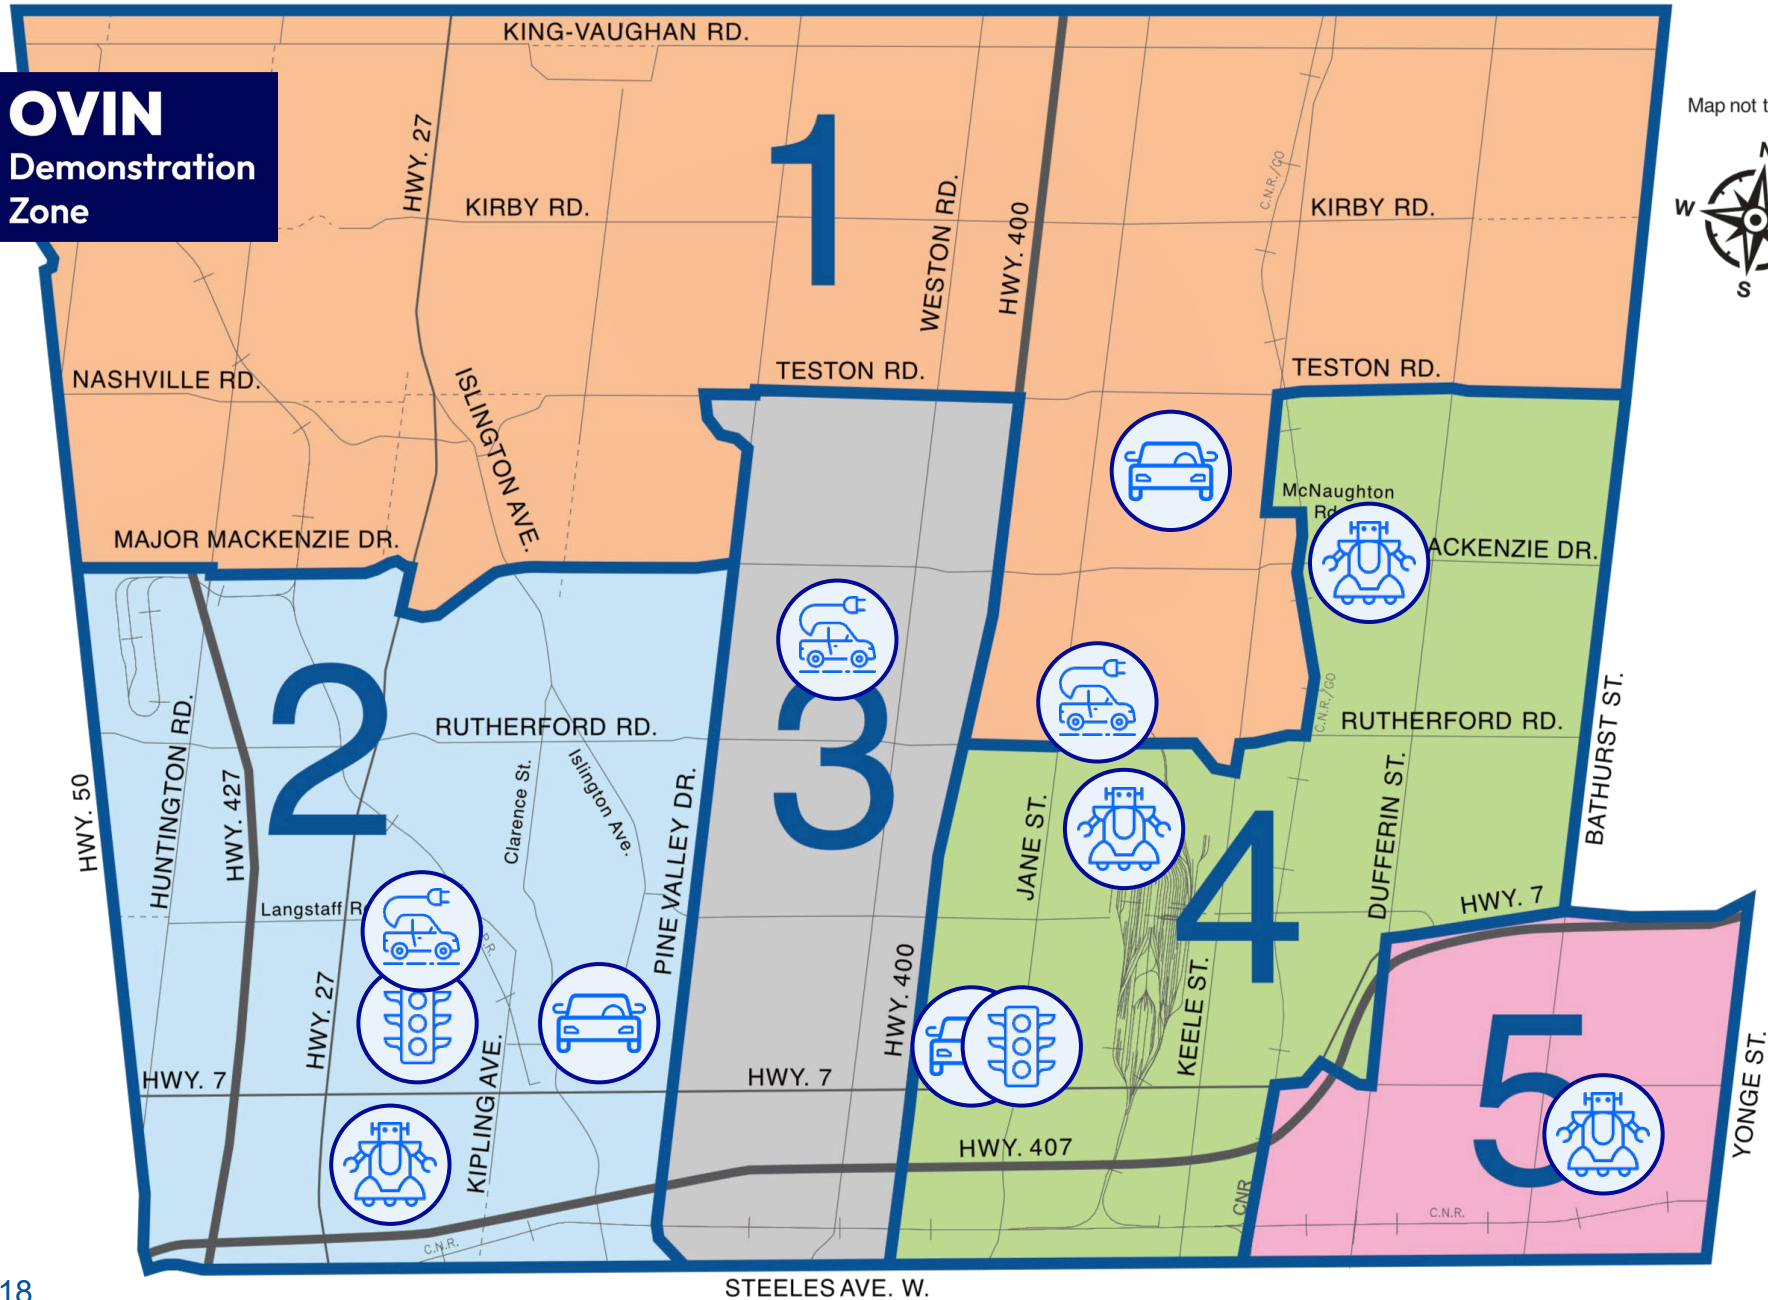 KING-VAUGHAN RD.
OVIN
Demonstration
Zone
Map not t
HWY. 27
1
N
W
S
KIRBY RD.
WESTON RD.
HWY. 400
C.N.R./GO
KIRBY RD.
NASHVILLE RD.
ISLINGTON AVE.
TESTON RD.
TESTON RD.
McNaughton
Rd
MAJOR MACKENZIE DR.
ACKENZIE DR.
2
3
RUTHERFORD RD.
C.N.R./GO
RUTHERFORD RD.
HWY. 50
HUNTINGTON RD.
HWY. 427
Clarence St.
Islington Ave.
PINE VALLEY DR.
JANE ST.
4
DUFFERIN ST.
BATHURST ST.
Langstaff R
P.R.
HWY. 7
HWY. 27
KIPLING AVE.
HWY. 400
KEELE ST.
5
YONGE ST.
HWY. 7
HWY. 7
HWY. 407
CNR
C.N.R.
C.N.R.
STEELES AVE. W.
18